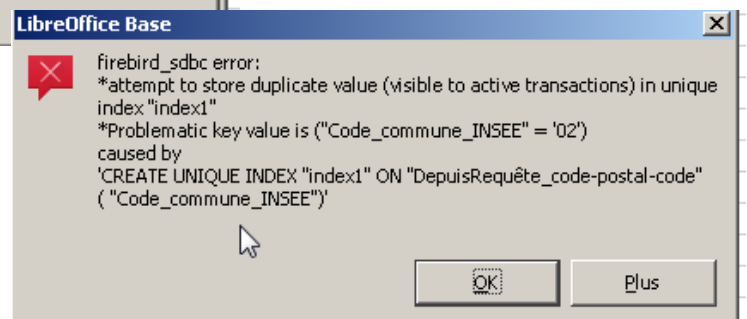 LibreOffice Base
firebird_sdbc error:
*attempt to store duplicate value (visible to active transactions) in unique
index "index1"
*Problematic key value is ("Code_commune_INSEE" = '02')
caused by
'CREATE UNIQUE INDEX "index1" ON "DepuisRequête_code-postal-code"
( "Code_commune_INSEE")'
OK
Plus